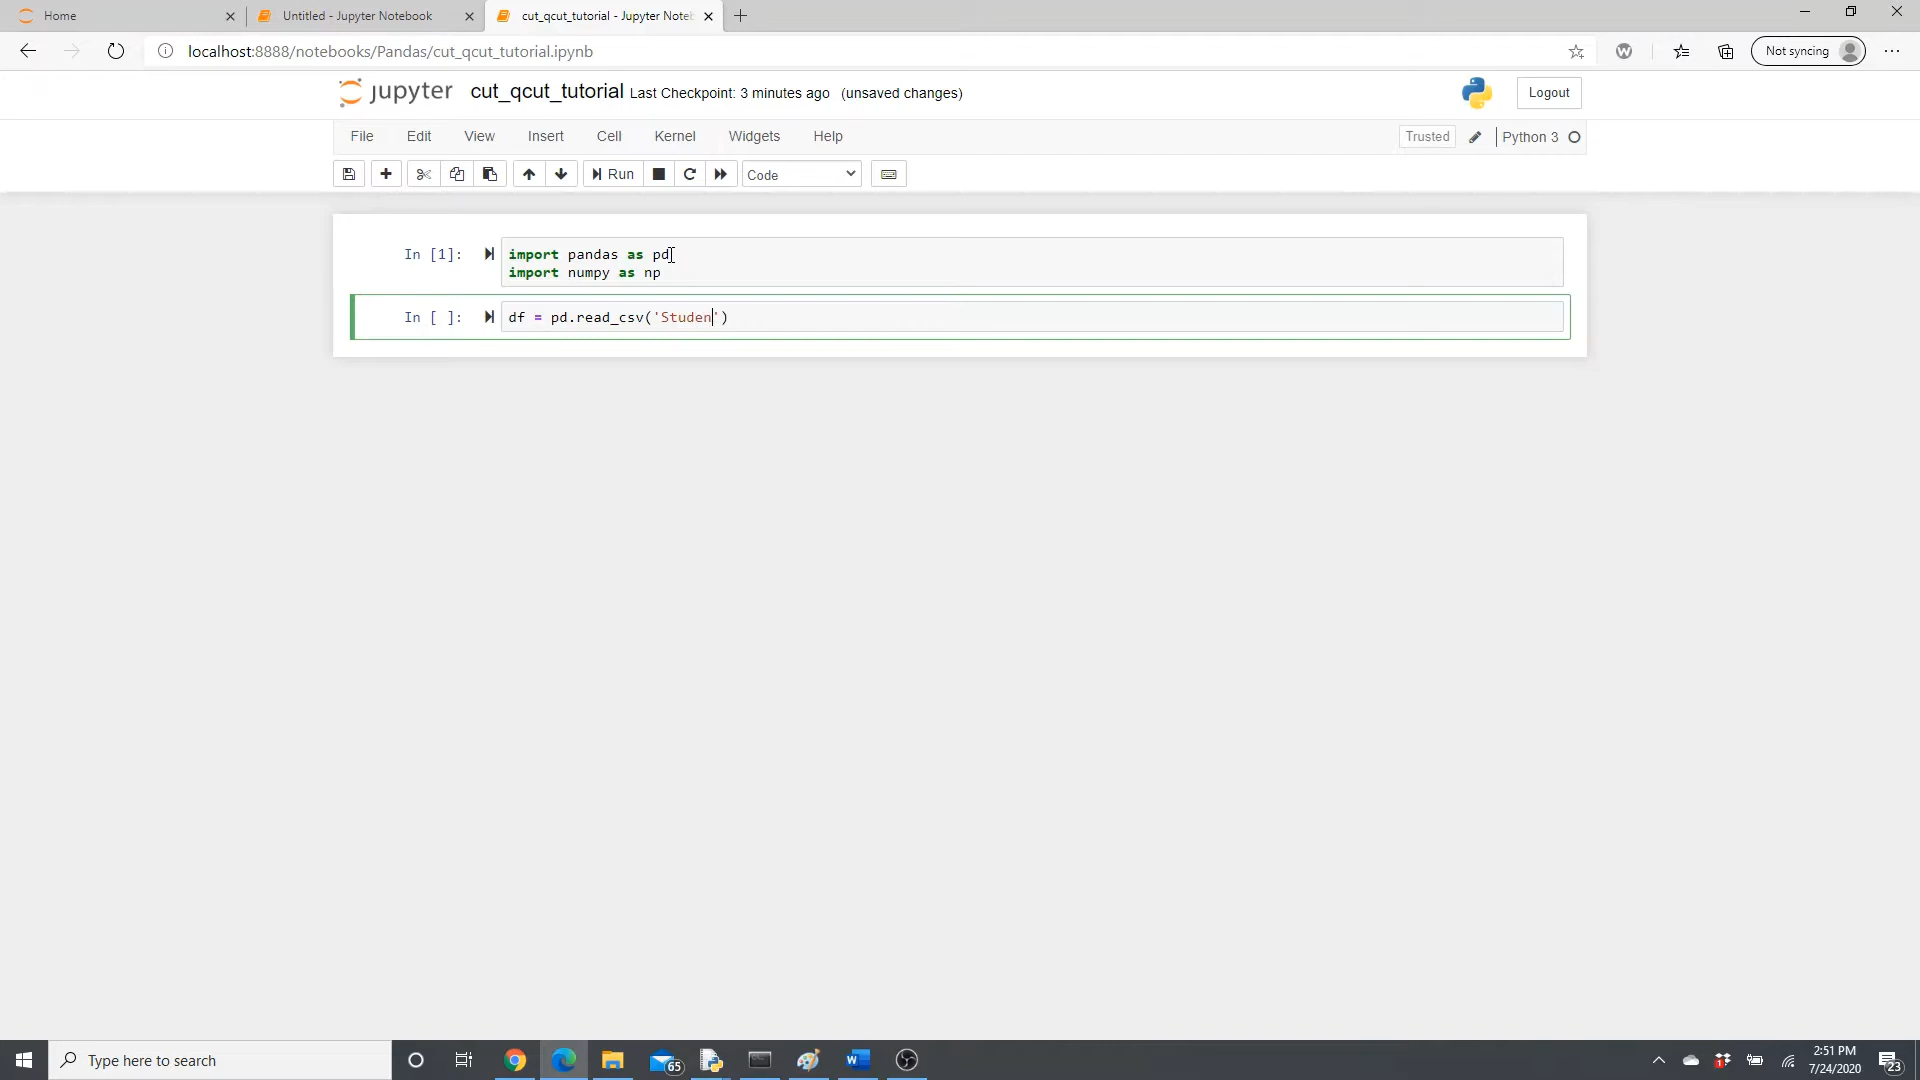 Home
Untitled - Jupyter Notebook
cut_qcut_tutorial - Jupyter Note
localhost:8888/notebooks/Pandas/cut_qcut_tutorial.ipynb
Not syncing
jupyter cut_qcut_tutorial Last Checkpoint: 3 minutes ago (unsaved changes)
Logout
File Edit View Insert Cell Kernel Widgets Help
Trusted
Python 3
Run
Code
In [1]: import pandas as pd
import numpy as np
In [ ]: df = pd.read_csv('Studen')
Type here to search
65
W
1
2:51 PM
7/24/2020
23